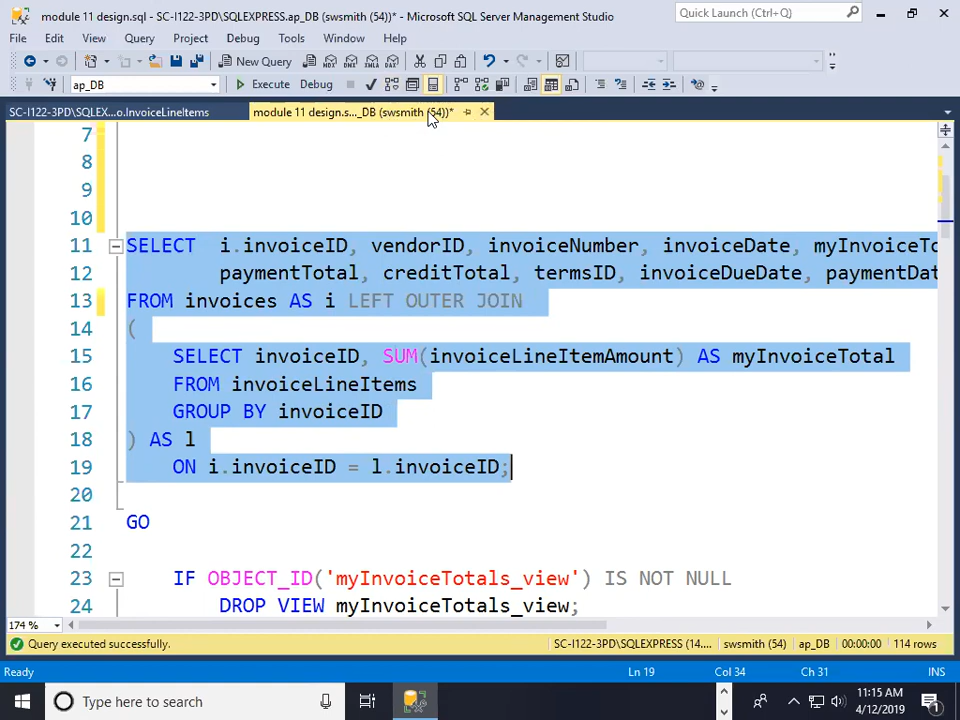 module 11 design.sql - SC-I122-3PD\SQLEXPRESS.ap_DB (swsmith (54))* - Microsoft SQL Server Management Studio
Quick Launch (Ctrl+Q)
File Edit View Query Project Debug Tools Window Help
New Query
ap_DB
Execute Debug
SC-I122-3PD\SQLEX...o.InvoiceLineItems
module 11 design.s..._DB (swsmith (54))*
7
8
9
10
11 SELECT i.invoiceID, vendorID, invoiceNumber, invoiceDate, myInvoiceTo
12 paymentTotal, creditTotal, termsID, invoiceDueDate, paymentDat
13 FROM invoices AS i LEFT OUTER JOIN
14 (
15 SELECT invoiceID, SUM(invoiceLineItemAmount) AS myInvoiceTotal
16 FROM invoiceLineItems
17 GROUP BY invoiceID
18 ) AS l
19 ON i.invoiceID = l.invoiceID;
20
21 GO
22
23 IF OBJECT_ID('myInvoiceTotals_view') IS NOT NULL
24 DROP VIEW myInvoiceTotals_view;
174 %
Query executed successfully.
SC-I122-3PD\SQLEXPRESS (14.... swsmith (54) ap_DB 00:00:00 114 rows
Ready
Ln 19 Col 34 Ch 31 INS
Type here to search
11:15 AM
4/12/2019
1